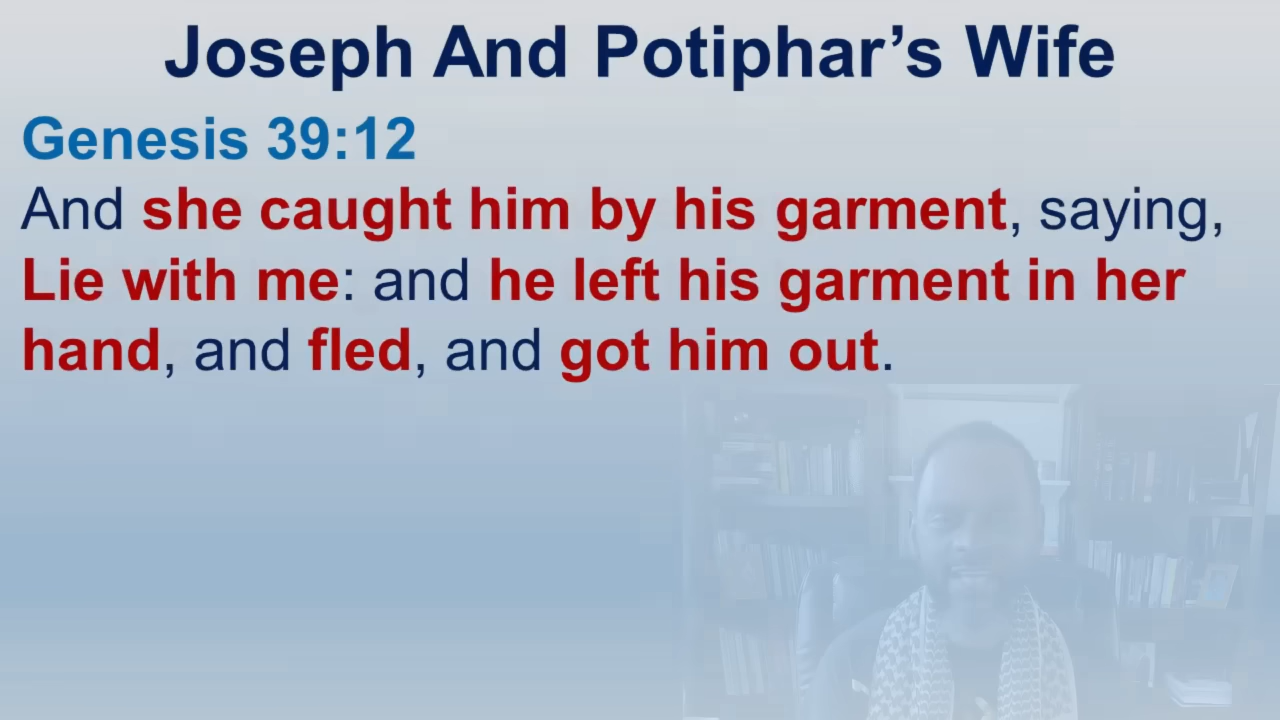 Joseph And Potiphar’s Wife
Genesis 39:12
And she caught him by his garment, saying,
Lie with me: and he left his garment in her
hand, and fled, and got him out.